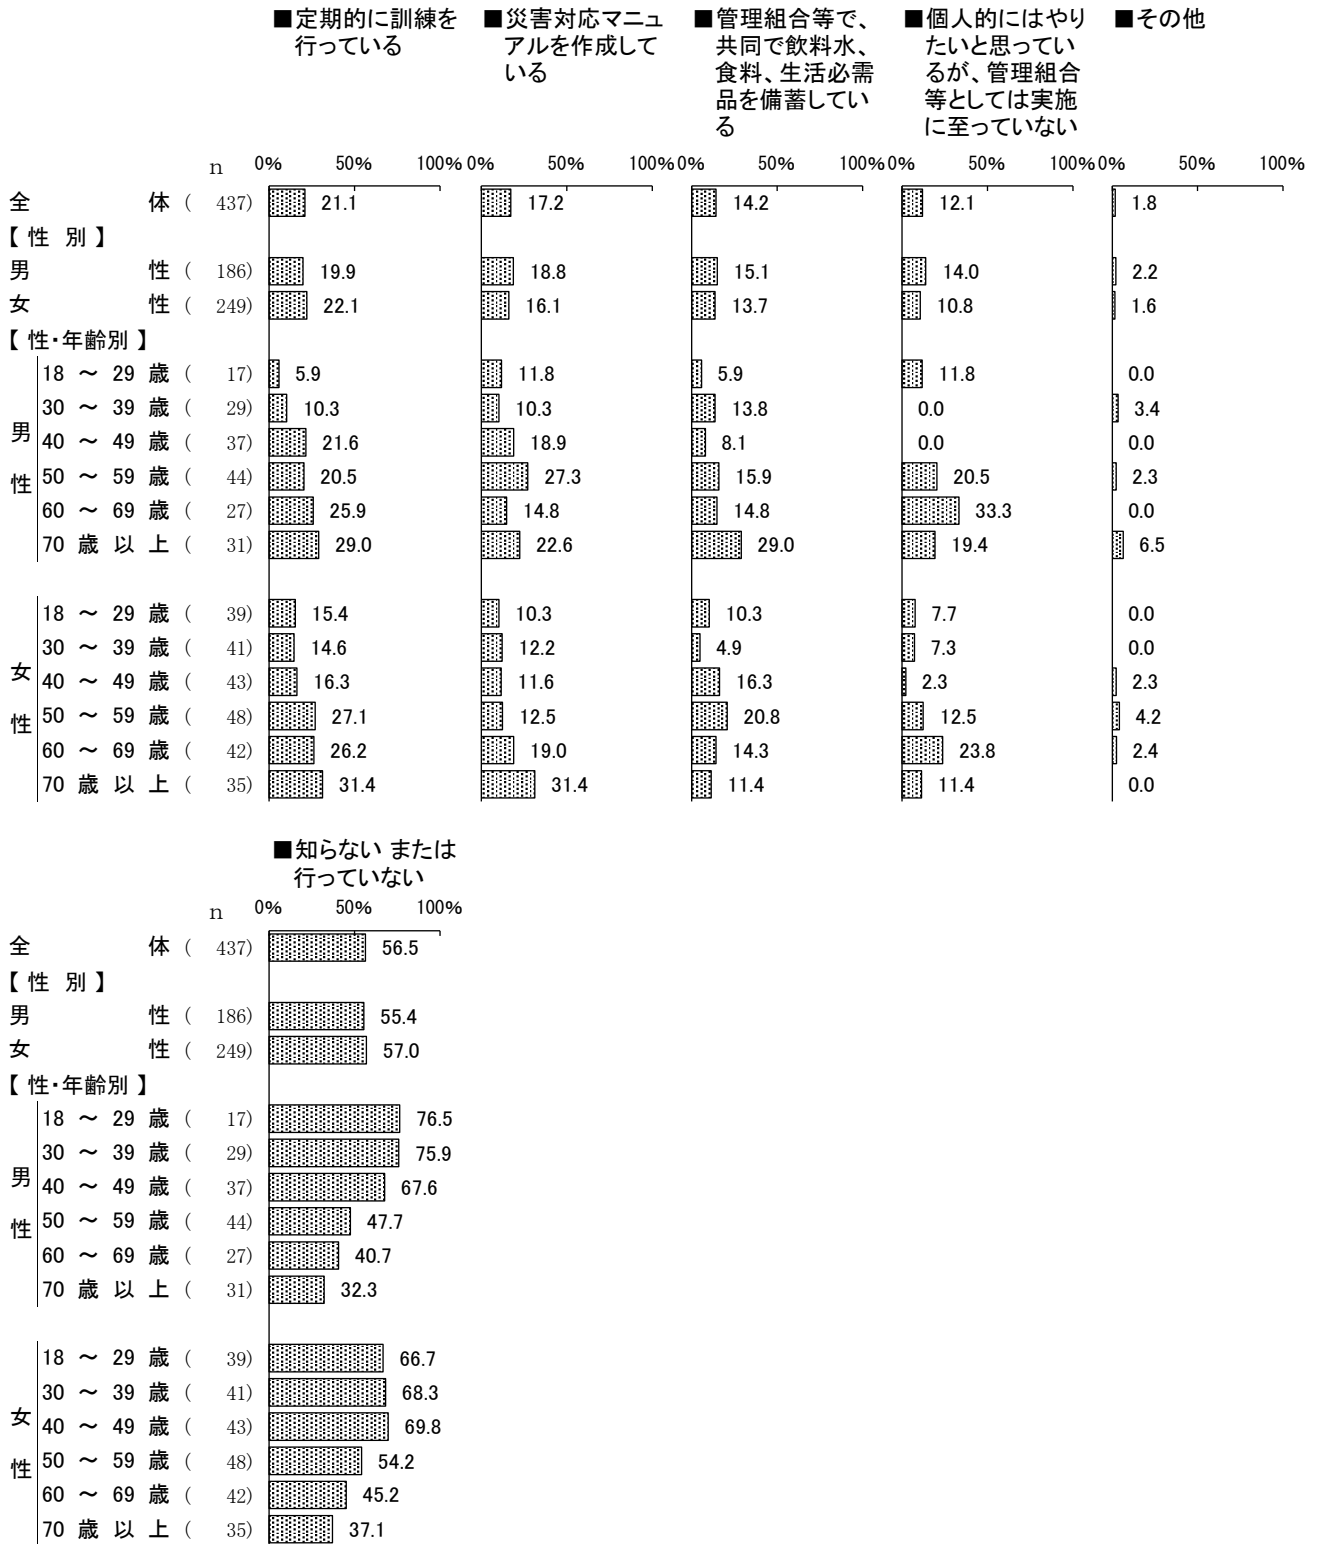 ■定期的に訓練を行っている ■災害対応マニュアルを作成している ■管理組合等で、共同で飲料水、食料、生活必需品を備蓄している ■個人的にはやりたいと思っているが、管理組合等としては実施に至っていない ■その他
n 0% 50% 100% 0% 50% 100% 0% 50% 100% 0% 50% 100% 0% 50% 100%
全体 ( 437) 21.1 17.2 14.2 12.1 1.8
【 性 別 】
男性 ( 186) 19.9 18.8 15.1 14.0 2.2
女性 ( 249) 22.1 16.1 13.7 10.8 1.6
【 性・年齢別 】
男性
18 ～ 29 歳 ( 17) 5.9 11.8 5.9 11.8 0.0
30 ～ 39 歳 ( 29) 10.3 10.3 13.8 0.0 3.4
40 ～ 49 歳 ( 37) 21.6 18.9 8.1 0.0 0.0
50 ～ 59 歳 ( 44) 20.5 27.3 15.9 20.5 2.3
60 ～ 69 歳 ( 27) 25.9 14.8 14.8 33.3 0.0
70 歳 以 上 ( 31) 29.0 22.6 29.0 19.4 6.5
女性
18 ～ 29 歳 ( 39) 15.4 10.3 10.3 7.7 0.0
30 ～ 39 歳 ( 41) 14.6 12.2 4.9 7.3 0.0
40 ～ 49 歳 ( 43) 16.3 11.6 16.3 2.3 2.3
50 ～ 59 歳 ( 48) 27.1 12.5 20.8 12.5 4.2
60 ～ 69 歳 ( 42) 26.2 19.0 14.3 23.8 2.4
70 歳 以 上 ( 35) 31.4 31.4 11.4 11.4 0.0
■知らない または
行っていない
n 0% 50% 100%
全体 ( 437) 56.5
【 性 別 】
男性 ( 186) 55.4
女性 ( 249) 57.0
【 性・年齢別 】
男性
18 ～ 29 歳 ( 17) 76.5
30 ～ 39 歳 ( 29) 75.9
40 ～ 49 歳 ( 37) 67.6
50 ～ 59 歳 ( 44) 47.7
60 ～ 69 歳 ( 27) 40.7
70 歳 以 上 ( 31) 32.3
女性
18 ～ 29 歳 ( 39) 66.7
30 ～ 39 歳 ( 41) 68.3
40 ～ 49 歳 ( 43) 69.8
50 ～ 59 歳 ( 48) 54.2
60 ～ 69 歳 ( 42) 45.2
70 歳 以 上 ( 35) 37.1